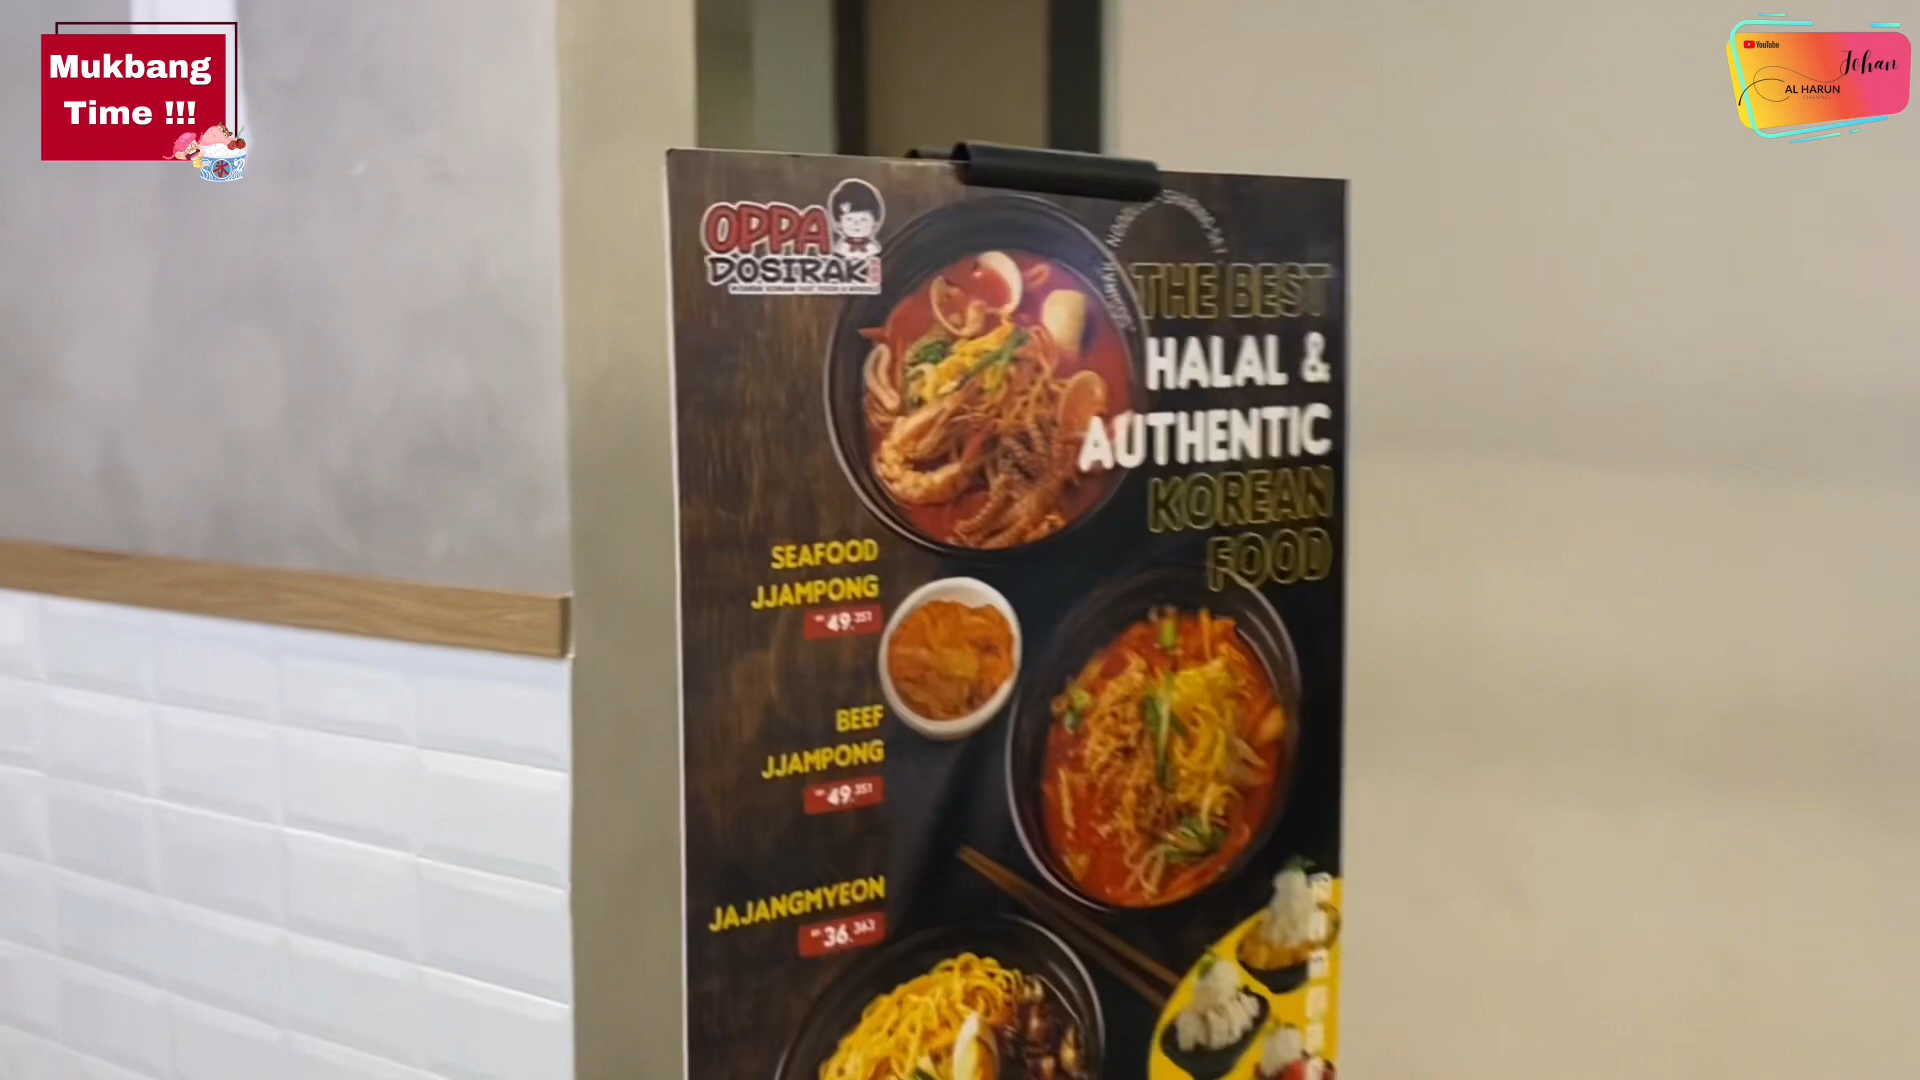 Mukbang
Time !!!
YouTube
Johan
AL HARUN
CHANNEL
OPPA
DOSIRAK
THE BEST
HALAL &
AUTHENTIC
KOREAN
FOOD
SEAFOOD
JJAMPONG
49.351
BEEF
JJAMPONG
49.351
JAJANGMYEON
36.363